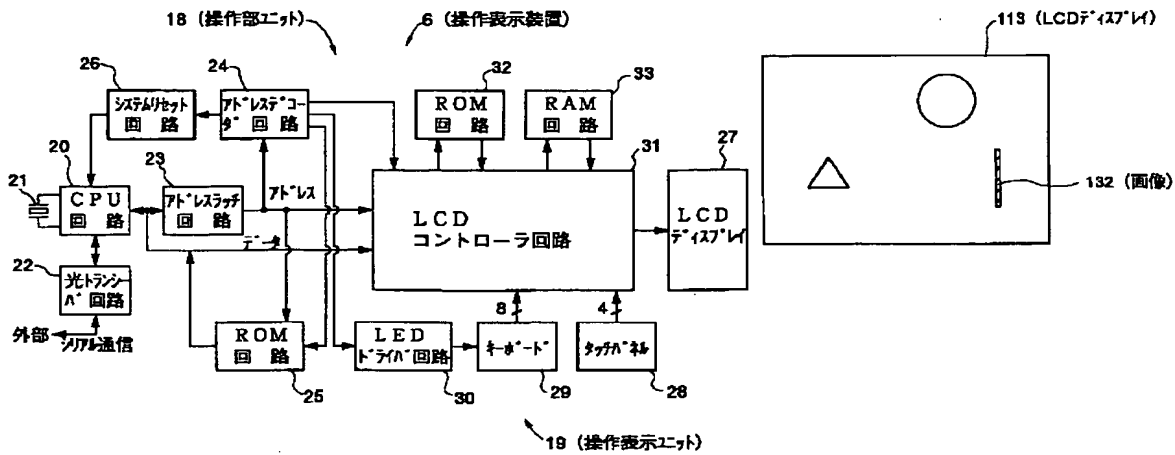 18 (操作部ユニット)
6 (操作表示装置)
113 (LCDディスプレイ)
26
24
32
33
システムリセット
回路
アドレスデコー
ダ 回路
ROM
回路
RAM
回路
31
27
20
21
23
CPU
回路
アドレスラッチ
回路
アドレス
データ
LCD
コントローラ回路
LCD
ディスプレイ
132 (画像)
22
光トランシー
バ 回路
外部
シリアル通信
8
4
ROM
回路
LED
ドライバ回路
キーボード
タッチパネル
25
30
29
28
19 (操作表示ユニット)